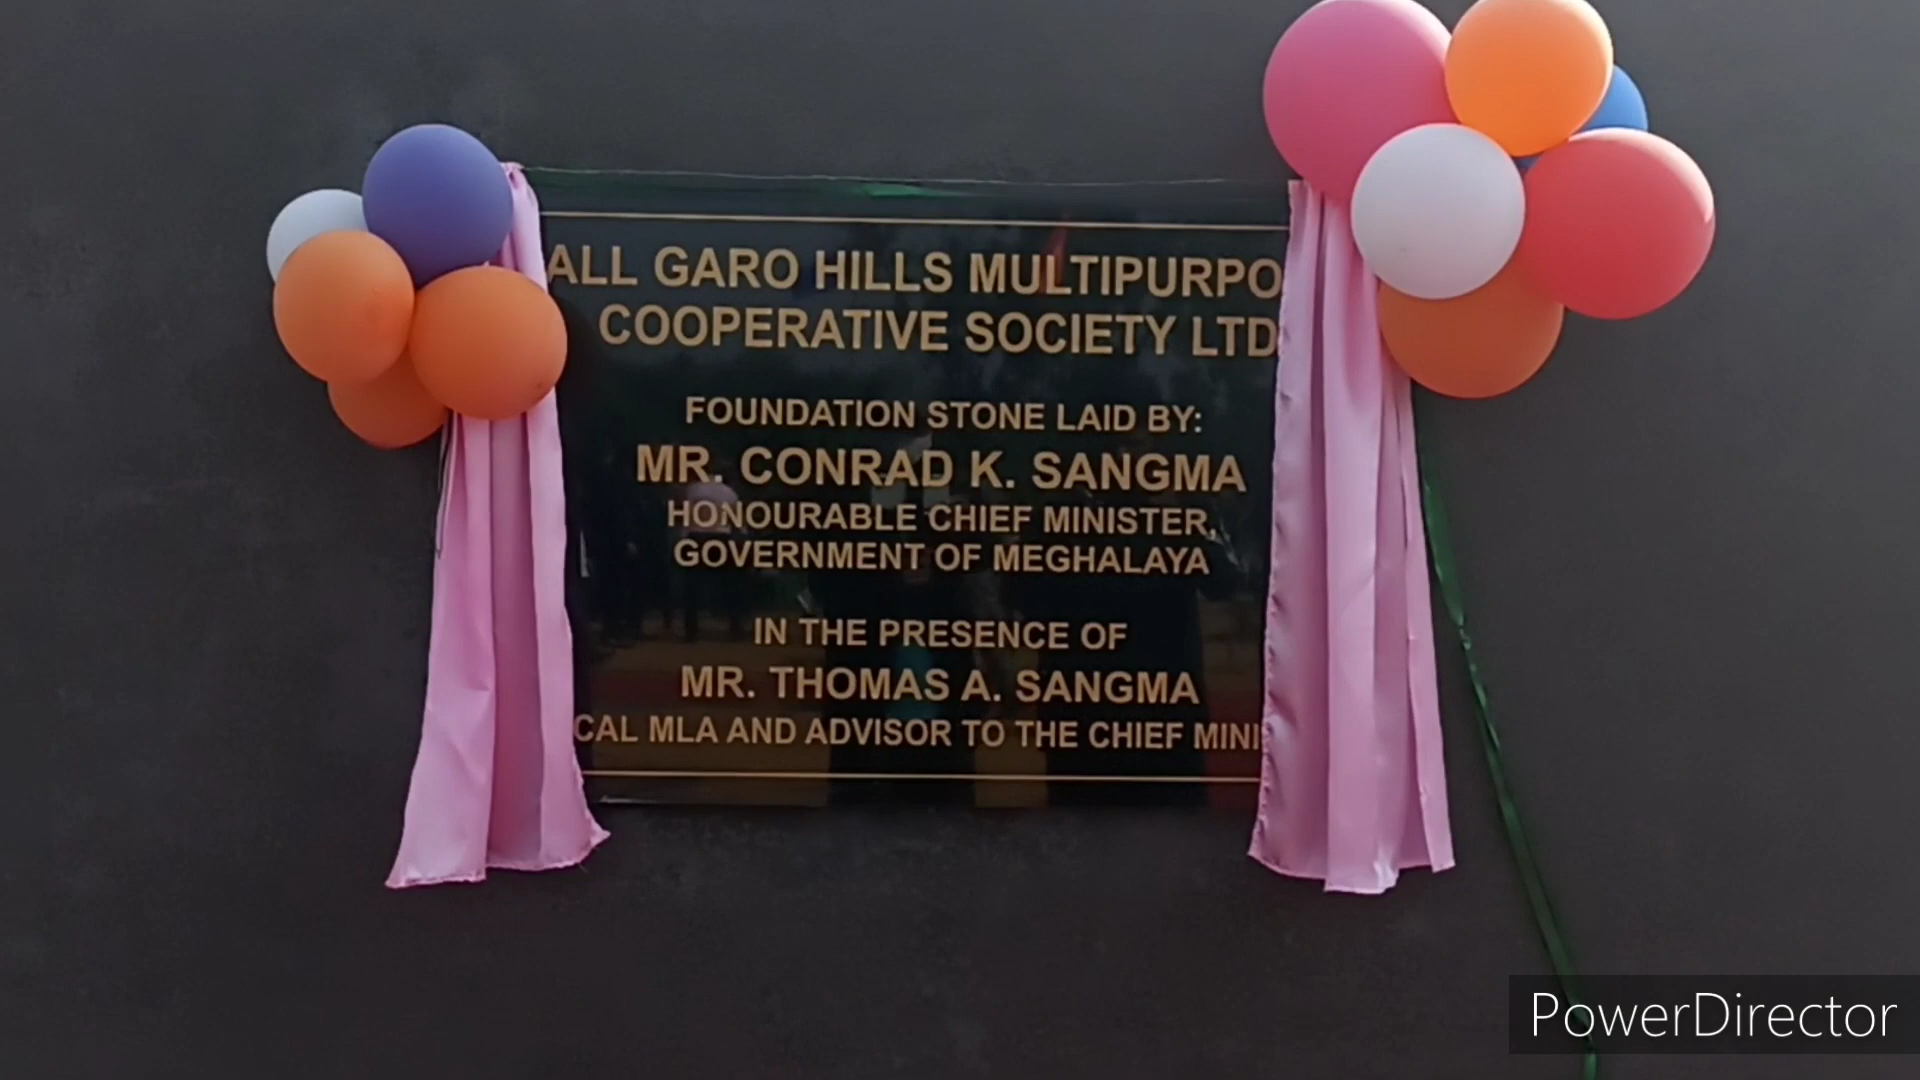 ALL GARO HILLS MULTIPURPO
COOPERATIVE SOCIETY LTD
FOUNDATION STONE LAID BY:
MR. CONRAD K. SANGMA
HONOURABLE CHIEF MINISTER,
GOVERNMENT OF MEGHALAYA
IN THE PRESENCE OF
MR. THOMAS A. SANGMA
CAL MLA AND ADVISOR TO THE CHIEF MINI
PowerDirector